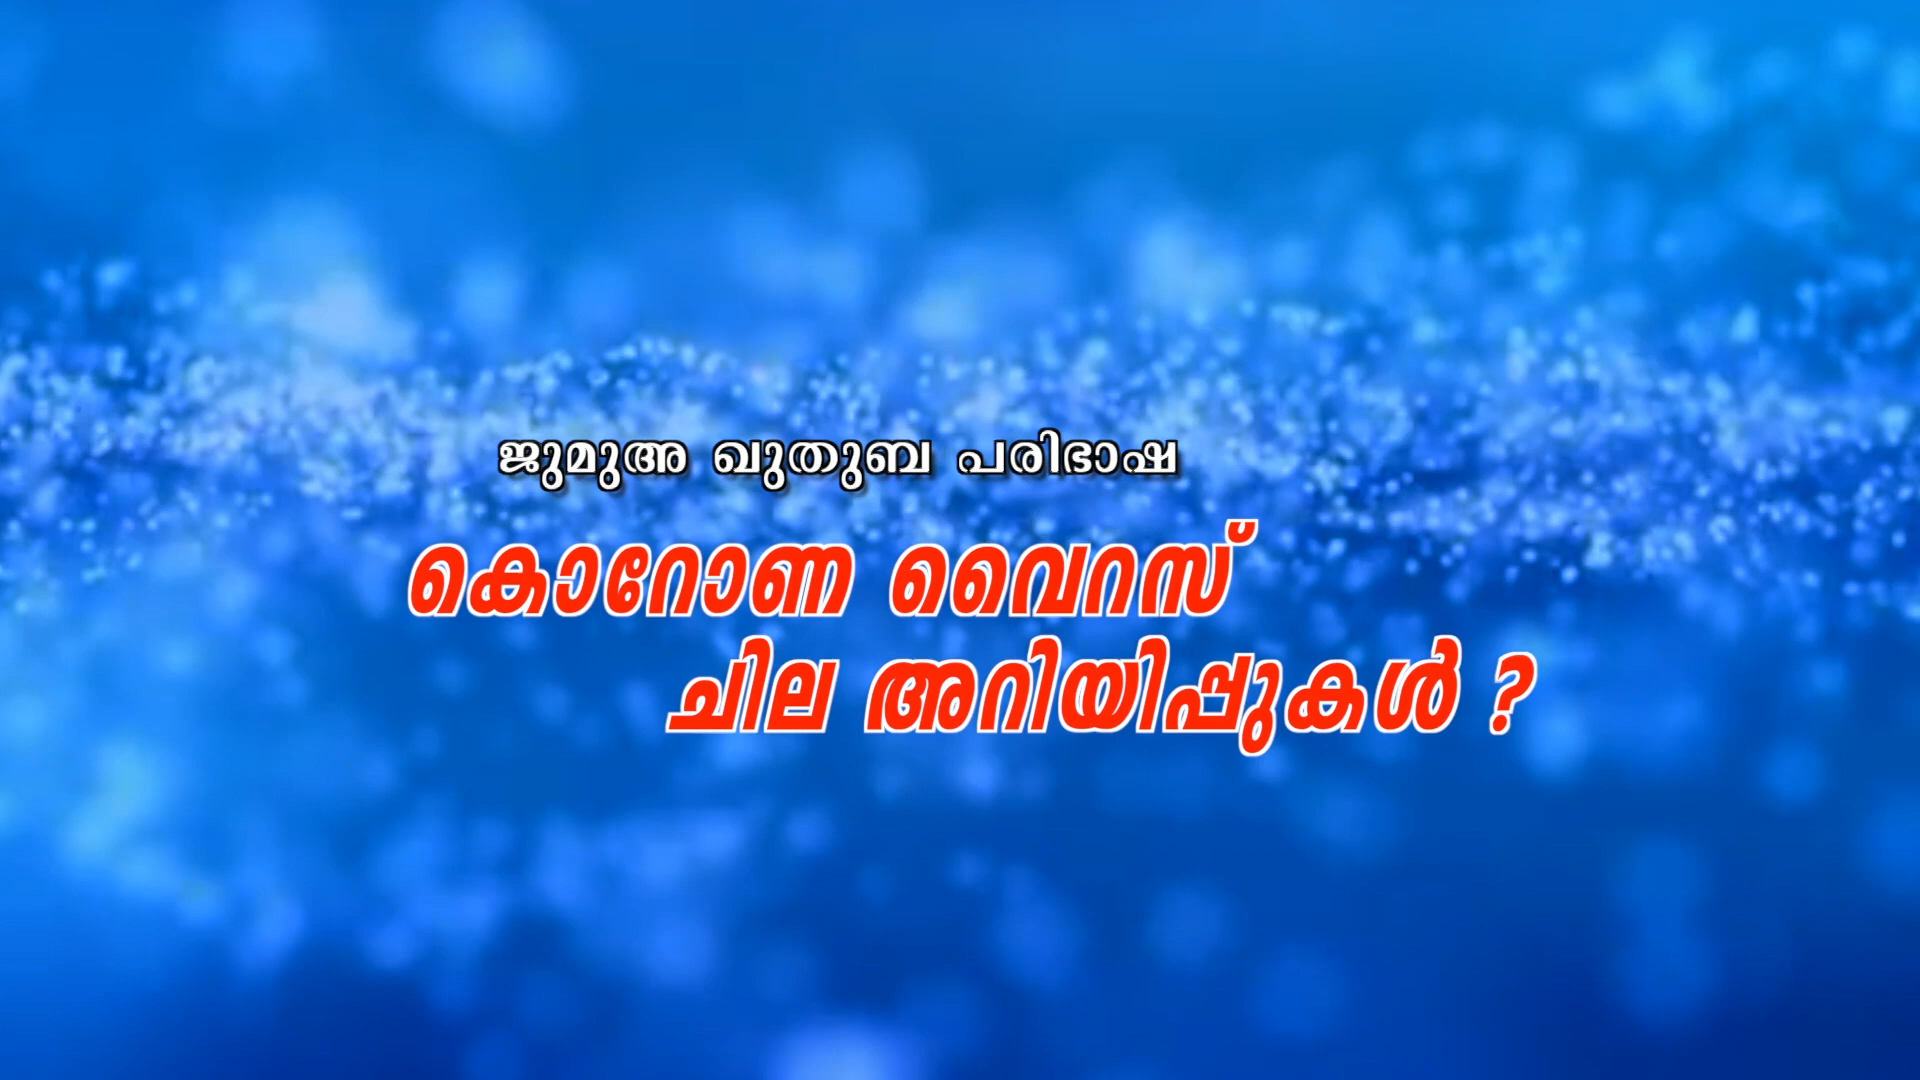 ജുമുഅ ഖുതുബ പരിഭാഷ
കൊറോണ വൈറസ്
ചില അറിയിപ്പുകൾ ?